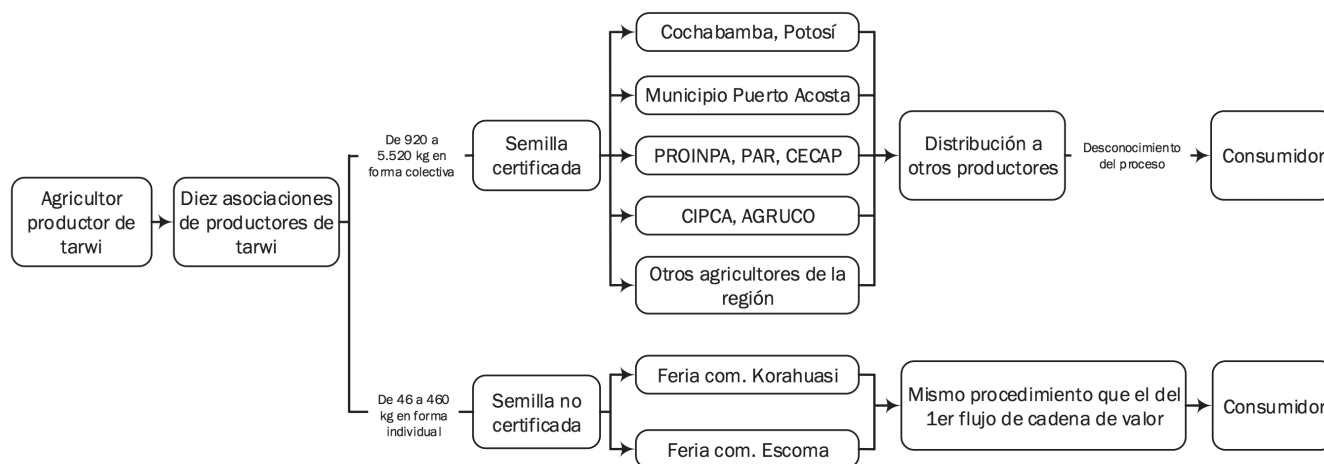 Agricultor
productor de
tarwi
Diez asociaciones
de productores de
tarwi
De 920 a
5.520 kg en
forma colectiva
Semilla
certificada
Cochabamba, Potosí
Municipio Puerto Acosta
PROINPA, PAR, CECAP
CIPCA, AGRUCO
Otros agricultores de la
región
Distribución a
otros productores
Desconocimiento
del proceso
Consumidor
De 46 a 460
kg en forma
individual
Semilla no
certificada
Feria com. Korahuasi
Feria com. Escoma
Mismo procedimiento que el del
1er flujo de cadena de valor
Consumidor